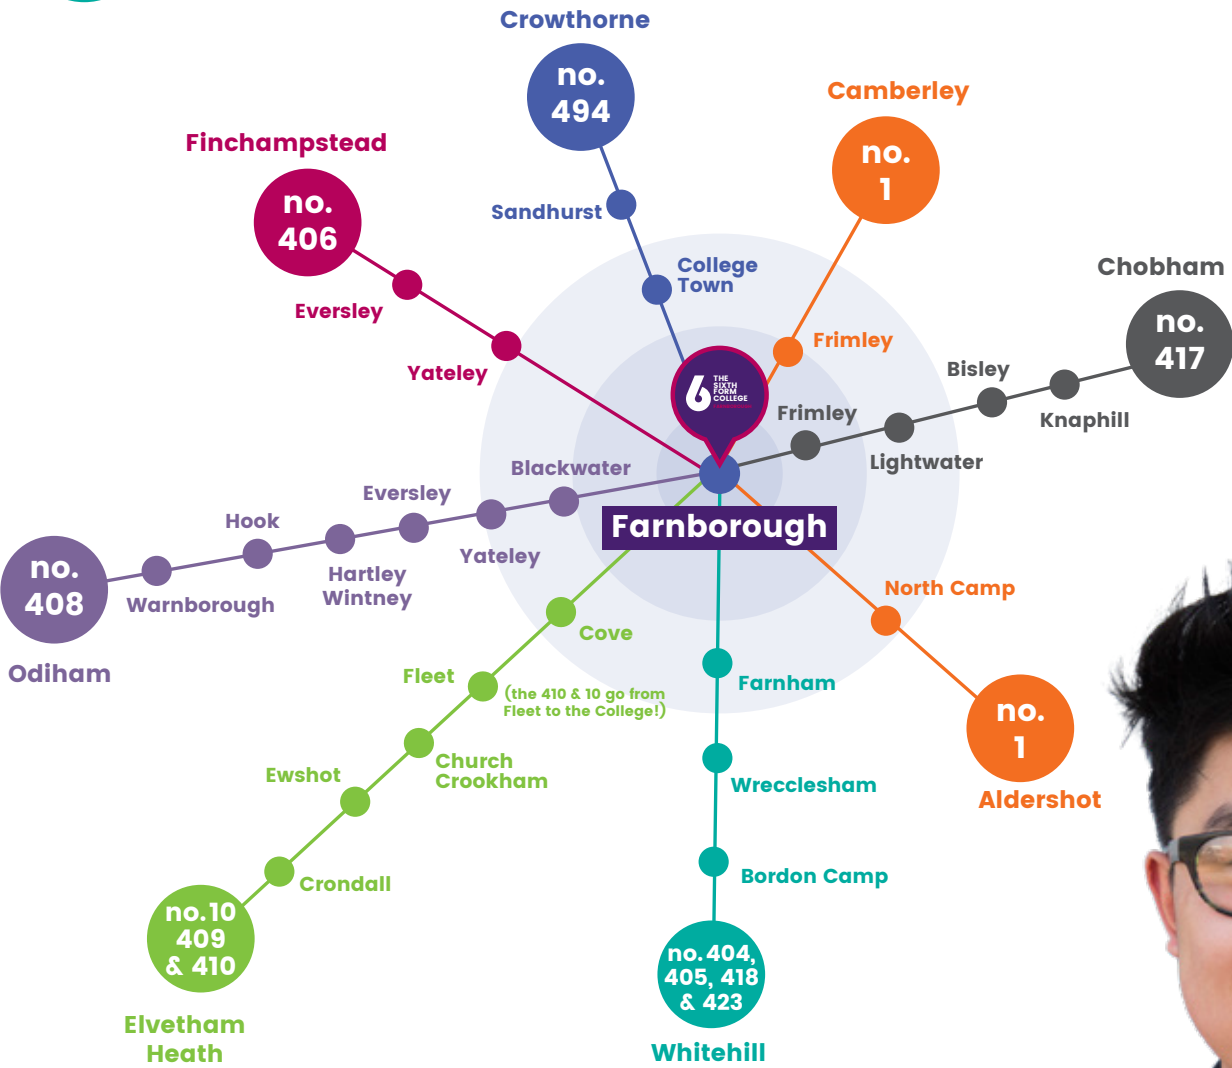 Crowthorne
no.
494
Camberley
no.
1
Finchampstead
no.
406
Sandhurst
College
Town
Chobham
no.
417
Eversley
Yateley
Frimley
6
THE
SIXTH
FORM
COLLEGE
Bisley
Frimley
Knaphill
Lightwater
Blackwater
Eversley
Hook
Yateley
Hartley
Wintney
no.
408
Warnborough
Odiham
Farnborough
North Camp
no.
1
Aldershot
Cove
Fleet
(the 410 & 10 go from
Fleet to the College!)
Church
Crookham
Ewshot
Crondall
no.10
409
& 410
Elvetham
Heath
Farnham
Wrecclesham
Bordon Camp
no. 404,
405, 418
& 423
Whitehill